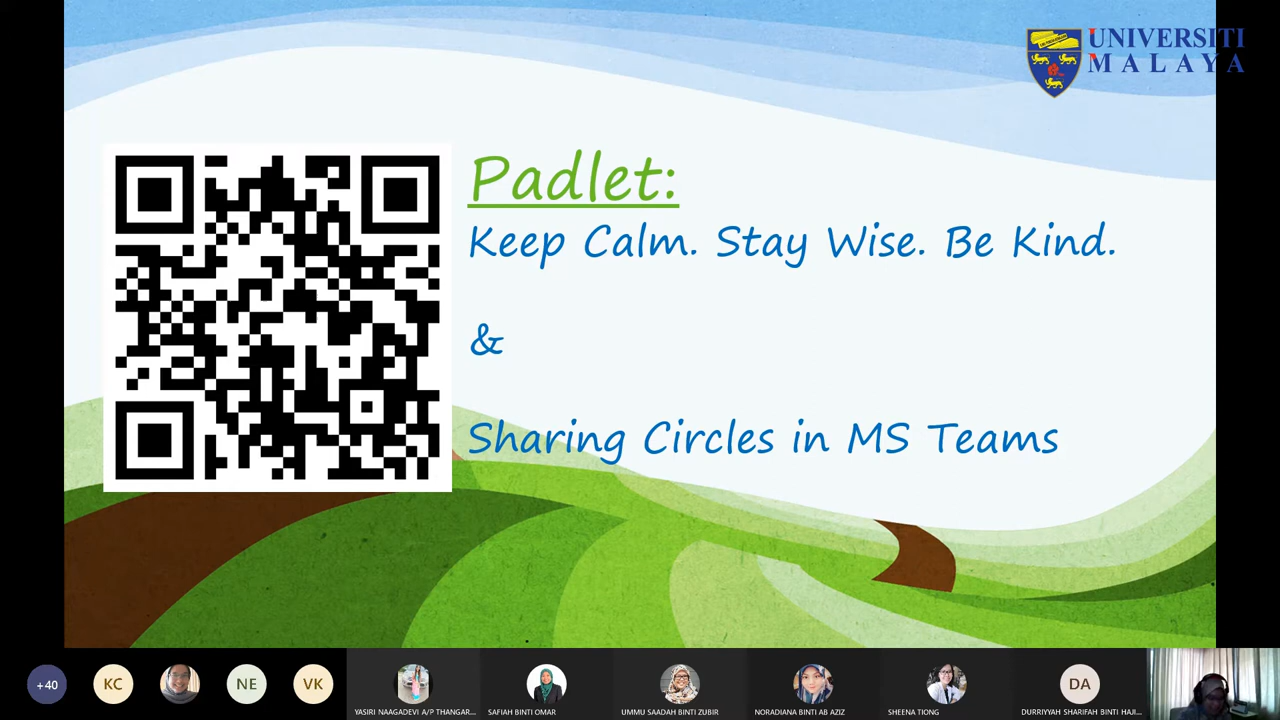 UNIVERSITI
MALAYA
Padlet:
Keep Calm. Stay Wise. Be Kind.
&
Sharing Circles in MS Teams
+40
KC
NE
VK
YASIRI NAAGADEVI A/P THANGAR...
SAFIAH BINTI OMAR
UMMU SAADAH BINTI ZUBIR
NORADIANA BINTI AB AZIZ
SHEENA TIONG
DA
DURRIYYAH SHARIFAH BINTI HAJI...